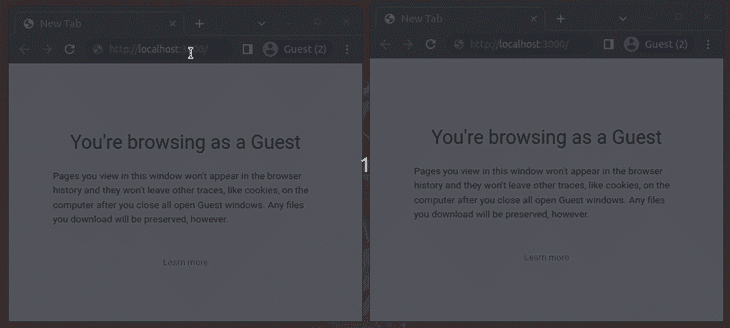 New Tab
http://localhost:3000/
Guest (2)
You're browsing as a Guest
Pages you view in this window won't appear in the browser
history and they won't leave other traces, like cookies, on the
computer after you close all open Guest windows. Any files
you download will be preserved, however.
Learn more
1
New Tab
http://localhost:3000/
Guest (2)
You're browsing as a Guest
Pages you view in this window won't appear in the browser
history and they won't leave other traces, like cookies, on the
computer after you close all open Guest windows. Any files
you download will be preserved, however.
Learn more